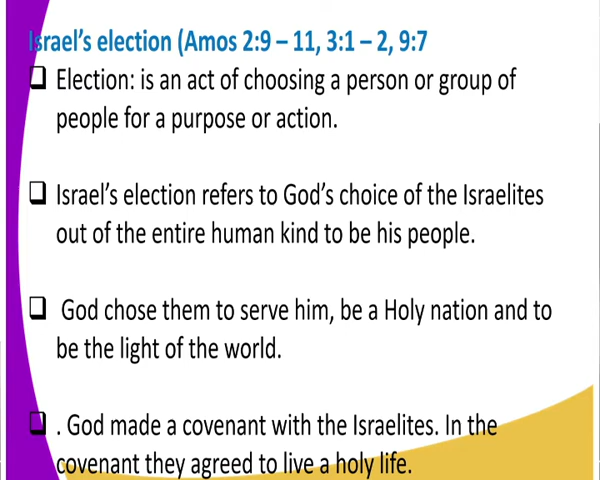 Israel's election (Amos 2:9 – 11, 3:1 – 2, 9:7
❑ Election: is an act of choosing a person or group of
people for a purpose or action.
❑ Israel's election refers to God's choice of the Israelites
out of the entire human kind to be his people.
❑ God chose them to serve him, be a Holy nation and to
be the light of the world.
❑ . God made a covenant with the Israelites. In the
covenant they agreed to live a holy life.